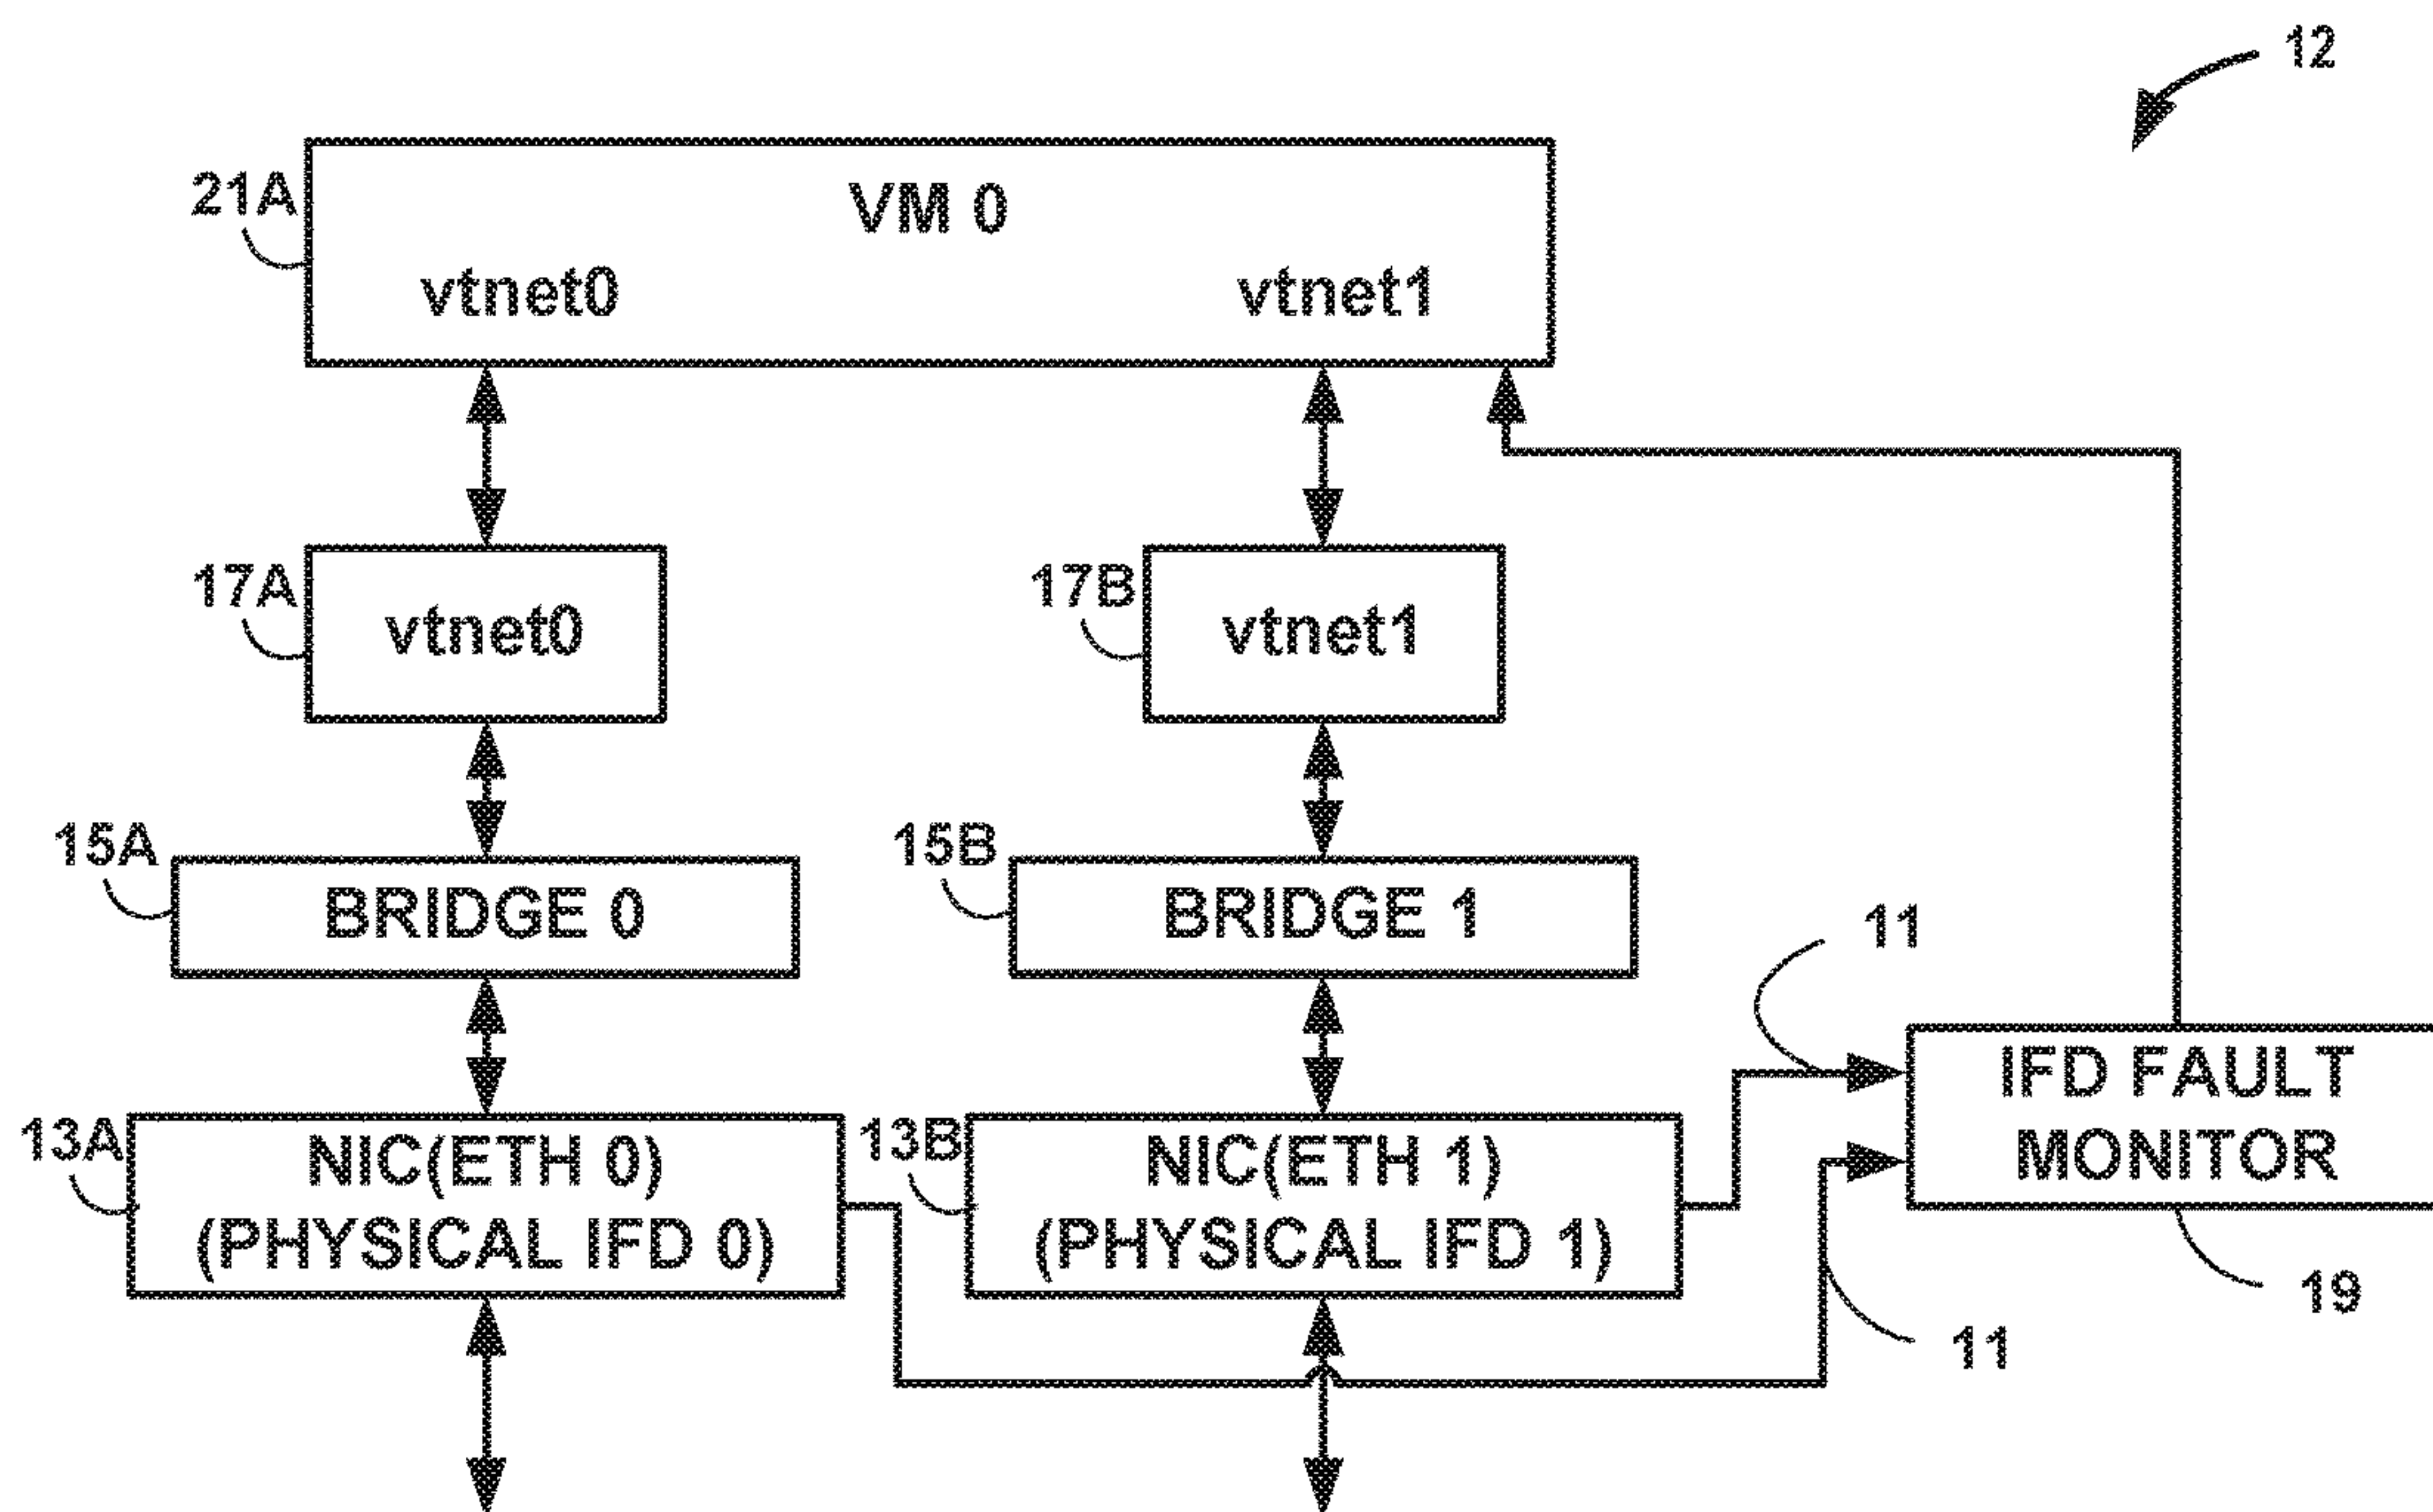 12
21A
VM 0
vtnet0
vtnet1
17A
vtnet0
17B
vtnet1
15A
BRIDGE 0
15B
BRIDGE 1
11
13A
NIC(ETH 0)
(PHYSICAL IFD 0)
13B
NIC(ETH 1)
(PHYSICAL IFD 1)
IFD FAULT
MONITOR
19
11